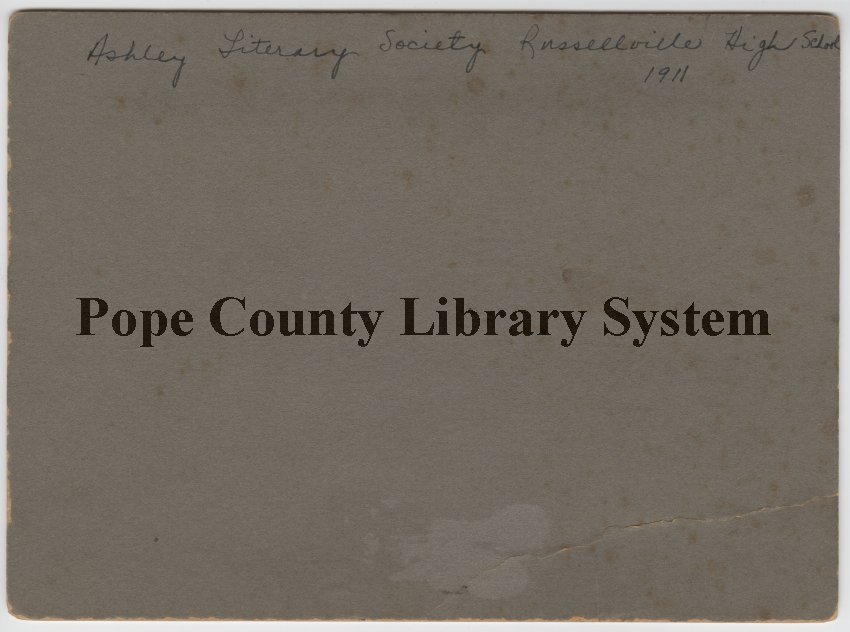 Ashley Literary Society Russellville High School
1911
Pope County Library System